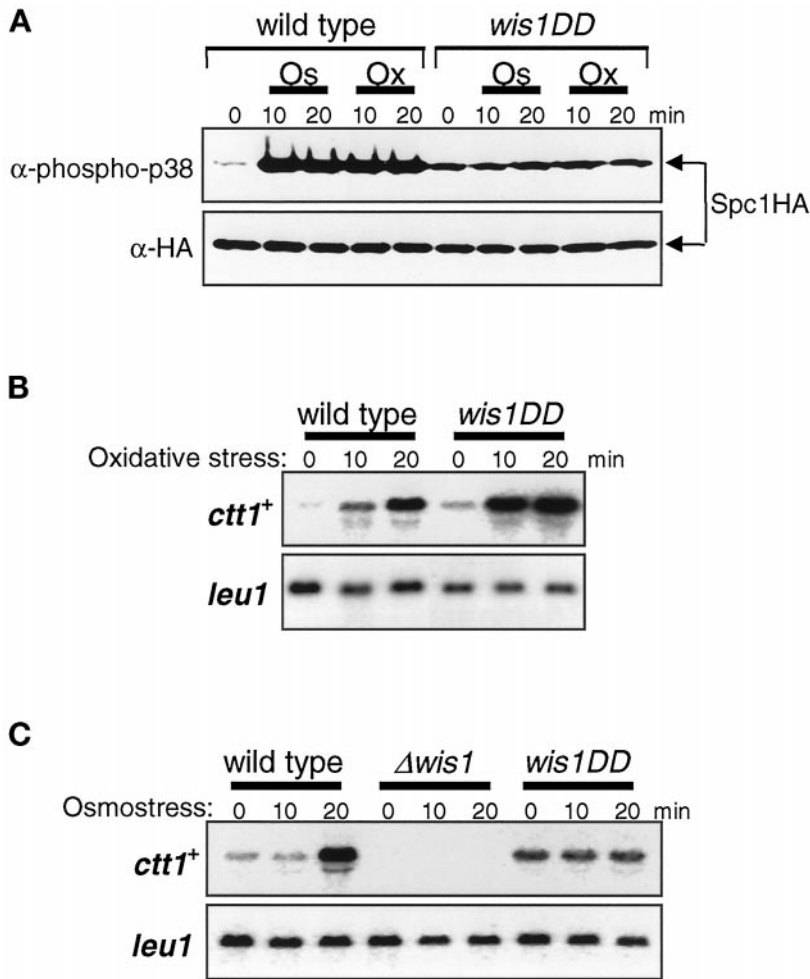 A
wild type wis1DD
Os Ox Os Ox
0 10 20 10 20 0 10 20 10 20 min
α-phospho-p38
Spc1HA
α-HA
B
wild type wis1DD
Oxidative stress: 0 10 20 0 10 20 min
ctt1+
leu1
C
wild type Δwis1 wis1DD
Osmostress: 0 10 20 0 10 20 0 10 20 min
ctt1+
leu1